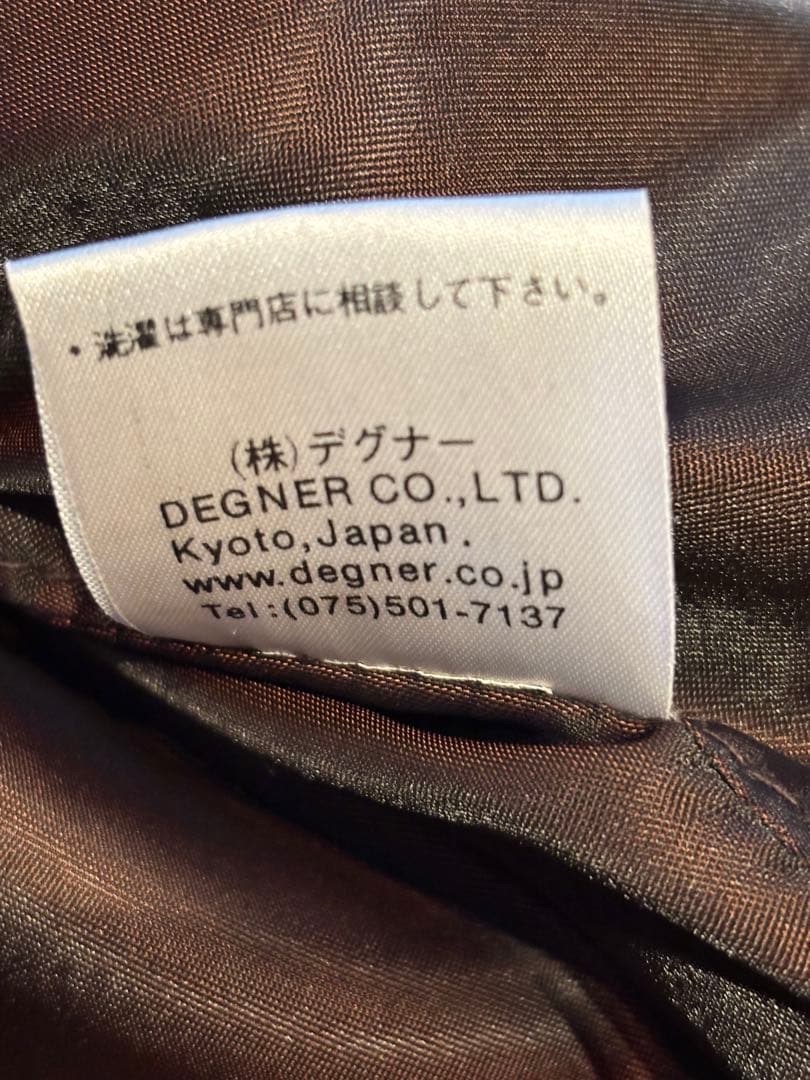 ・洗濯は専門店に相談して下さい。
(株)デグナー
DEGNER CO.,LTD.
Kyoto,Japan.
www.degner.co.jp
Tel:(075)501-7137